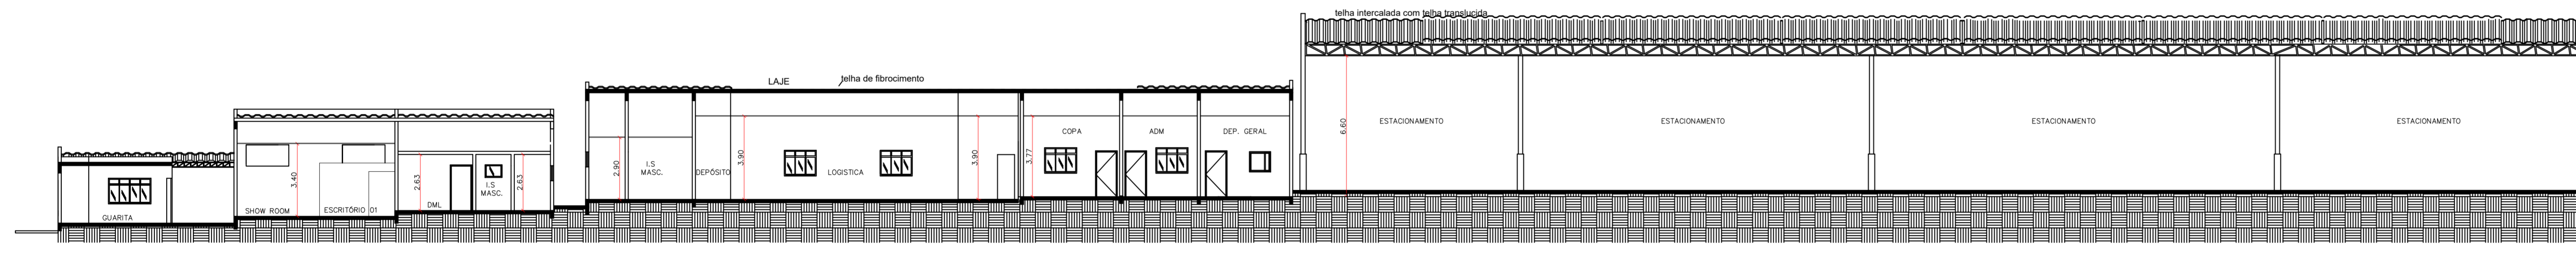 telha intercalada com telha translucida
LAJE
telha de fibrocimento
GUARITA
3.40
SHOW ROOM
ESCRITÓRIO 01
2.63
DML
I.S
MASC.
2.63
2.90
I.S
MASC.
DEPÓSITO
3.90
LOGISTICA
3.90
3.77
COPA
ADM
DEP. GERAL
6.60
ESTACIONAMENTO
ESTACIONAMENTO
ESTACIONAMENTO
ESTACIONAMENTO